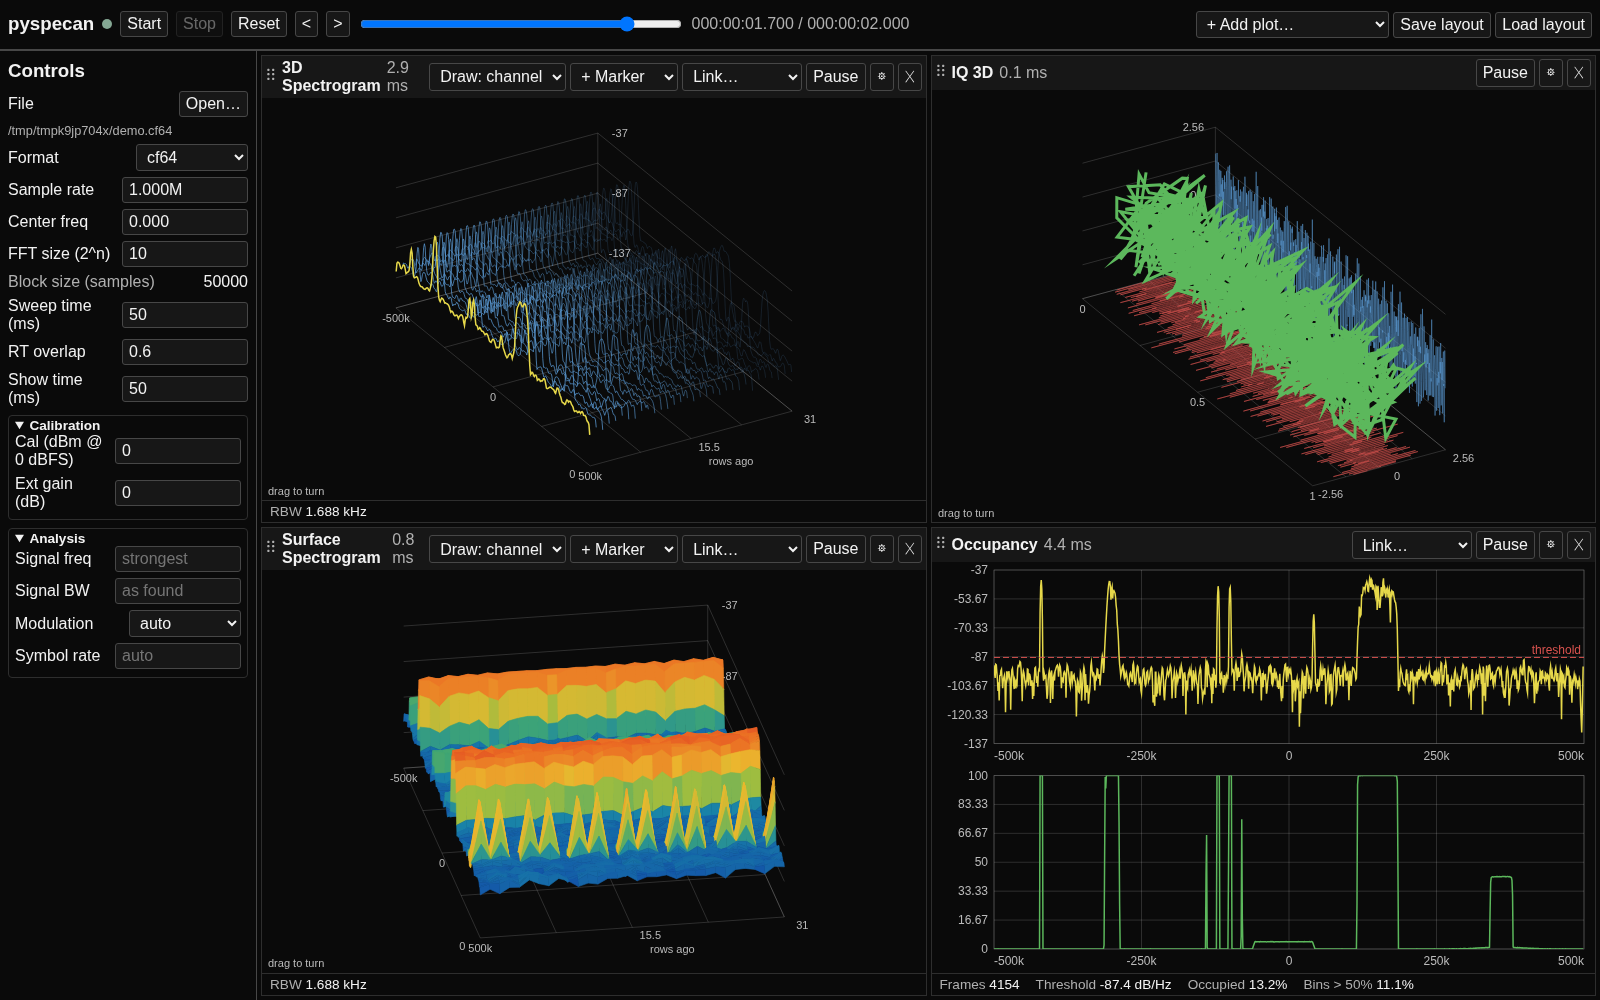 pyspecan Start Stop Reset < > 000:00:01.700 / 000:00:02.000 + Add plot… Save layout Load layout
Controls
File Open…
/tmp/tmpk9jp704x/demo.cf64
Format cf64
Sample rate 1.000M
Center freq 0.000
FFT size (2^n) 10
Block size (samples) 50000
Sweep time (ms) 50
RT overlap 0.6
Show time (ms) 50
▼ Calibration
Cal (dBm @ 0 dBFS) 0
Ext gain (dB) 0
▼ Analysis
Signal freq strongest
Signal BW as found
Modulation auto
Symbol rate auto
3D Spectrogram 2.9 ms Draw: channel + Marker Link… Pause X
-37
-87
-137
-500k
0
31
15.5
rows ago
0 500k
drag to turn
RBW 1.688 kHz
IQ 3D 0.1 ms Pause X
2.56
0
0
0.5
2.56
0
1 -2.56
drag to turn
Surface Spectrogram 0.8 ms Draw: channel + Marker Link… Pause X
-37
-87
-500k
0
31
15.5
rows ago
0 500k
drag to turn
RBW 1.688 kHz
Occupancy 4.4 ms Link… Pause X
-37
-53.67
-70.33
threshold
-87
-103.67
-120.33
-137
-500k -250k 0 250k 500k
100
83.33
66.67
50
33.33
16.67
0
-500k -250k 0 250k 500k
Frames 4154 Threshold -87.4 dB/Hz Occupied 13.2% Bins > 50% 11.1%